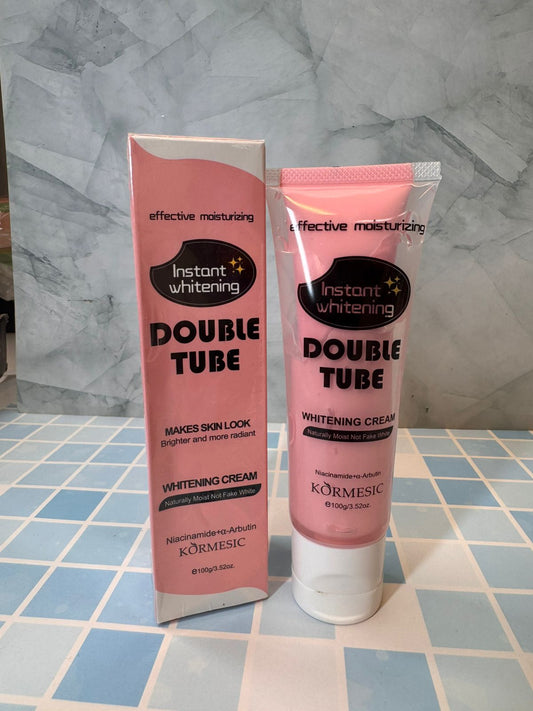 effective moisturizing
Instant
whitening
DOUBLE
TUBE
MAKES SKIN LOOK
Brighter and more radiant
WHITENING CREAM
Naturally Moist Not Fake White
Niacinamide+α-Arbutin
KÒRMESIC
℮100g/3.52oz.
effective moisturizing
Instant
whitening
DOUBLE
TUBE
WHITENING CREAM
Naturally Moist Not Fake White
Niacinamide+α-Arbutin
KÒRMESIC
℮100g/3.52oz.